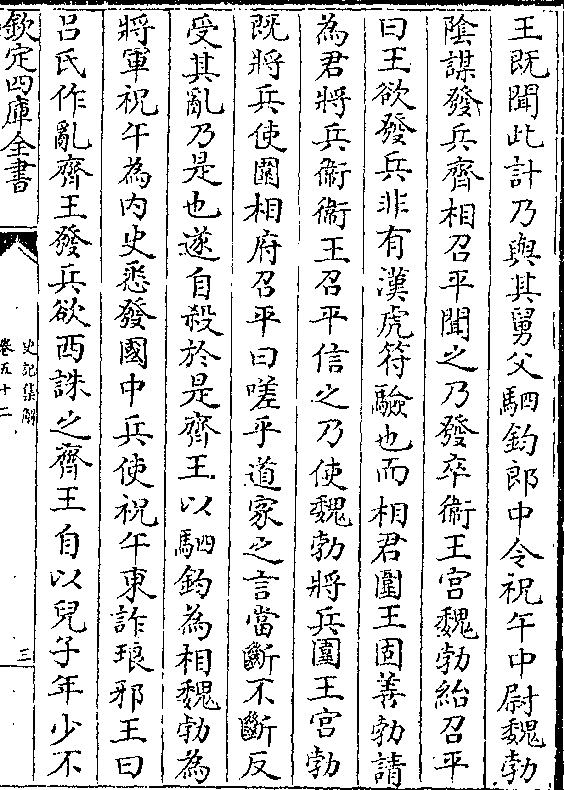 王既聞此計乃與其舅父駟鈞郎中令祝午中尉魏勃
隂謀發兵齊相召平聞之乃發卒衞王宫魏勃紿召平
曰王欲發兵非有漢虎符驗也而相君圍王固善勃請
為君將兵衞衞王召平信之乃使魏勃將兵圍王宫勃
既將兵使圍相府召平曰嗟乎道家之言當斷不斷反
受其亂乃是也遂自殺於是齊王以駟鈞為相魏勃為
將軍祝午為内史悉發國中兵使祝午東詐琅邪王曰
吕氏作亂齊王發兵欲西誅之齊王自以兒子年少不
欽定四庫全書
史記集解
卷五十二
三